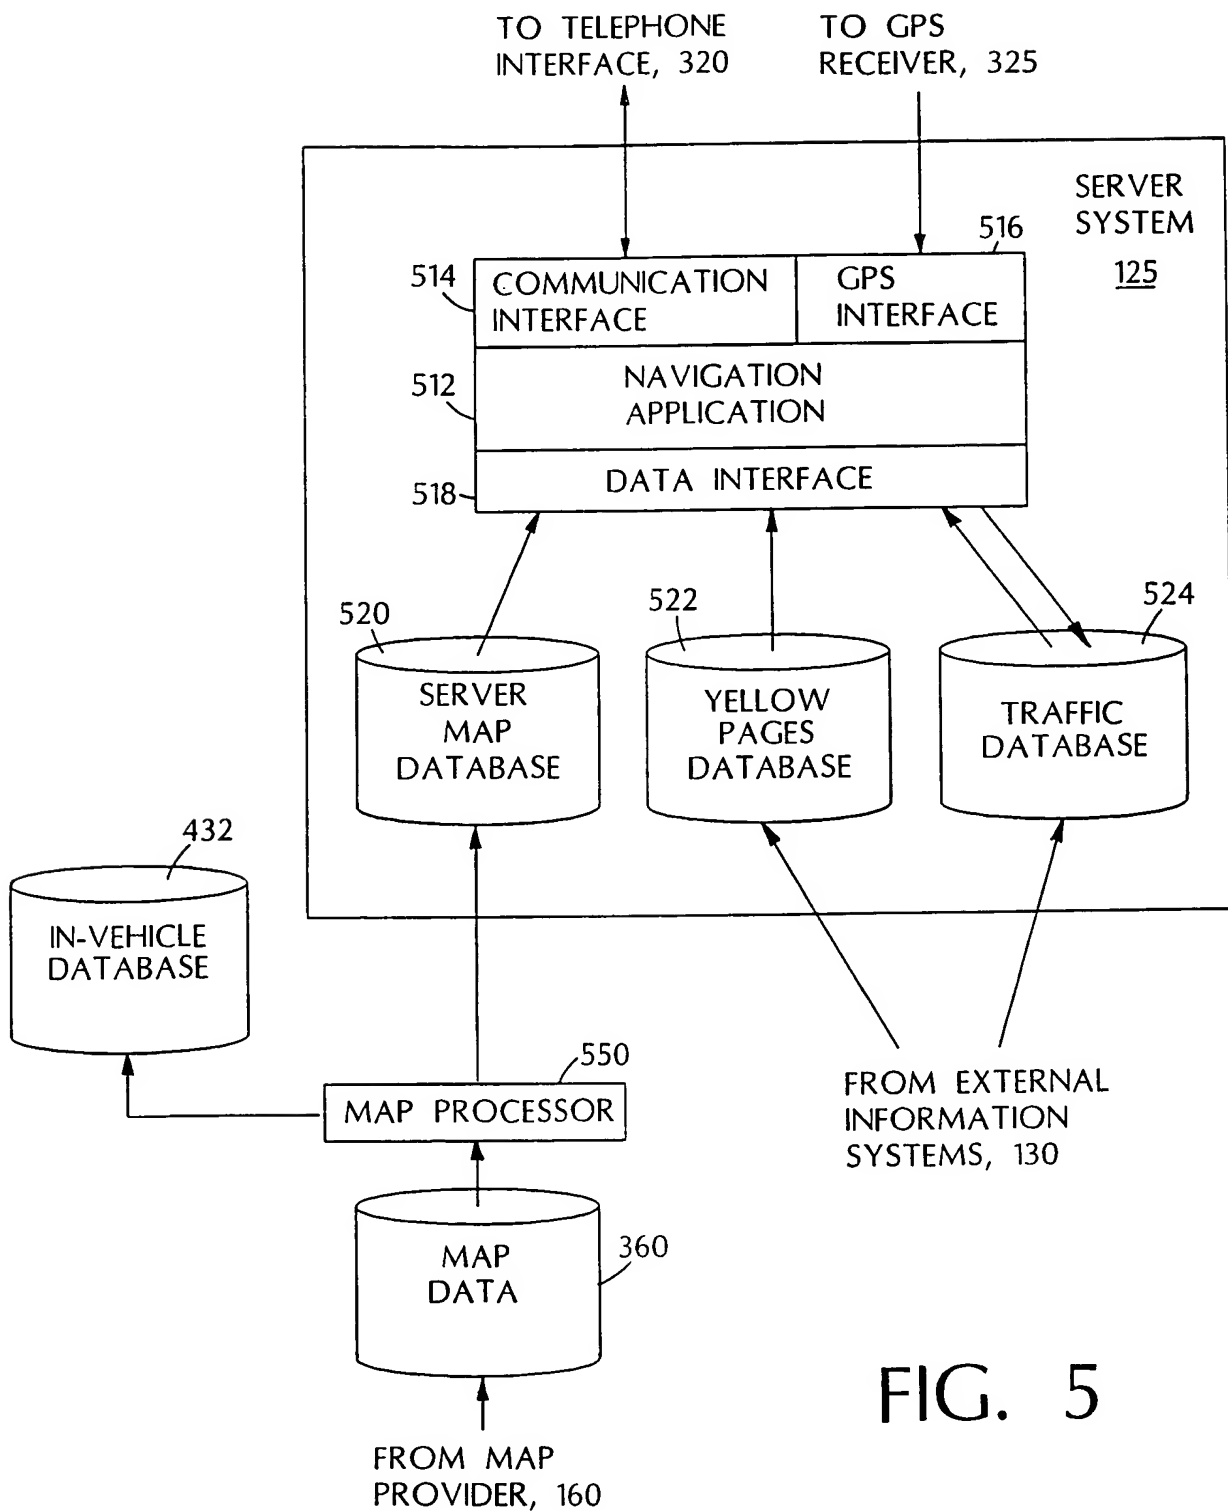 TO TELEPHONE
INTERFACE, 320
TO GPS
RECEIVER, 325
SERVER
SYSTEM
125
516
514
COMMUNICATION
INTERFACE
GPS
INTERFACE
512
NAVIGATION
APPLICATION
518
DATA INTERFACE
520
522
524
SERVER
MAP
DATABASE
YELLOW
PAGES
DATABASE
TRAFFIC
DATABASE
432
IN-VEHICLE
DATABASE
550
MAP PROCESSOR
FROM EXTERNAL
INFORMATION
SYSTEMS, 130
MAP
DATA
360
FROM MAP
PROVIDER, 160
FIG. 5